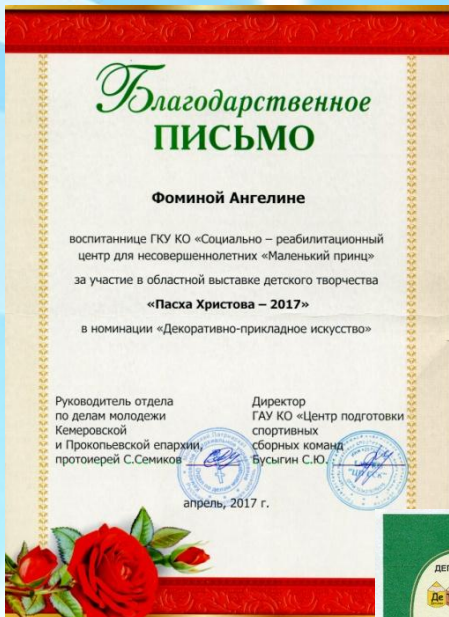 Благодарственное
ПИСЬМО
Фоминой Ангелине
воспитаннице ГКУ КО «Социально – реабилитационный
центр для несовершеннолетних «Маленький принц»
за участие в областной выставке детского творчества
«Пасха Христова – 2017»
в номинации «Декоративно-прикладное искусство»
Руководитель отдела
по делам молодежи
Кемеровской
и Прокопьевской епархии,
протоиерей С.Семиков
Директор
ГАУ КО «Центр подготовки
спортивных
сборных команд
Бусыгин С.Ю.
апрель, 2017 г.